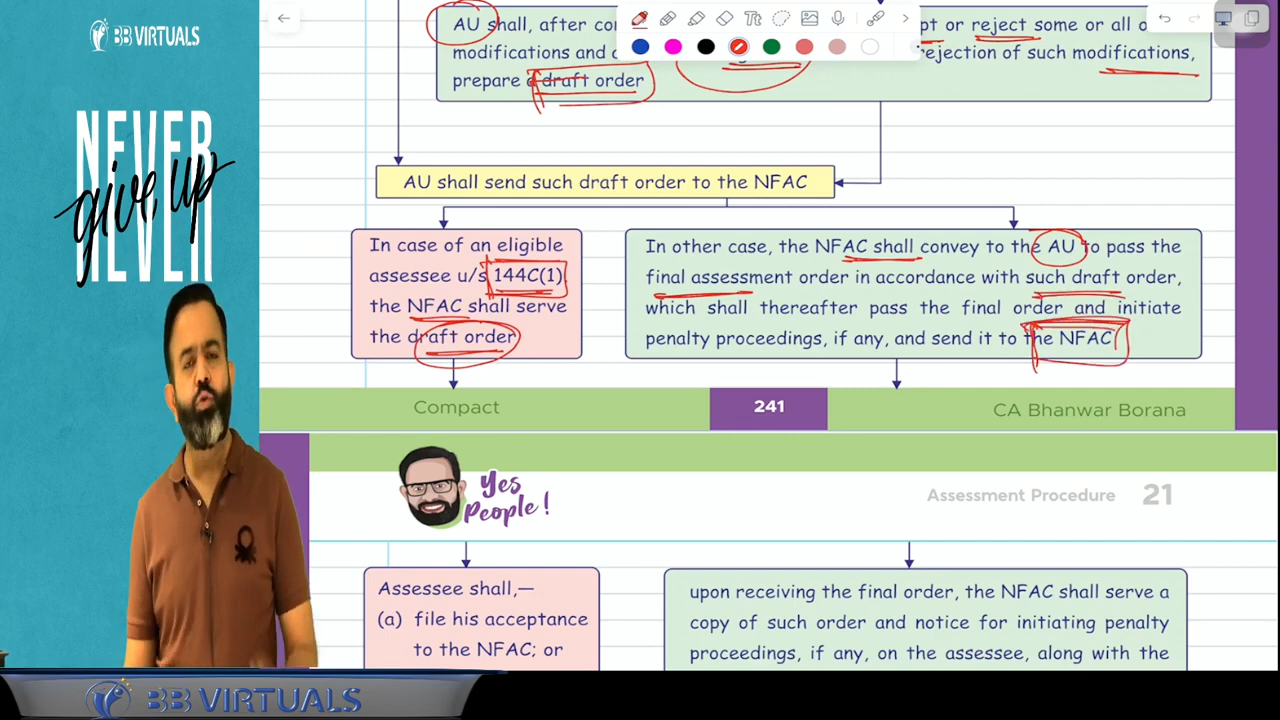 BB VIRTUALS
NEVER
give up
NEVER
AU shall, after co
pt or reject some or all o
modifications and
rejection of such modifications,
prepare a draft order
Tt
AU shall send such draft order to the NFAC
In case of an eligible
assessee u/s 144C(1)
the NFAC shall serve
the draft order
In other case, the NFAC shall convey to the AU to pass the
final assessment order in accordance with such draft order,
which shall thereafter pass the final order and initiate
penalty proceedings, if any, and send it to the NFAC
Compact
241
CA Bhanwar Borana
Yes
People !
Assessment Procedure 21
Assessee shall,—
(a) file his acceptance
to the NFAC; or
upon receiving the final order, the NFAC shall serve a
copy of such order and notice for initiating penalty
proceedings, if any, on the assessee, along with the
BB VIRTUALS